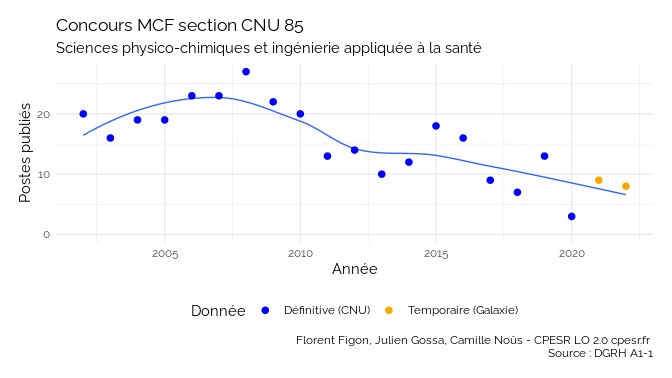 Concours MCF section CNU 85
Sciences physico-chimiques et ingénierie appliquée à la santé
Postes publiés
20
10
0
2005
2010
2015
2020
Année
Donnée
Définitive (CNU)
Temporaire (Galaxie)
Florent Figon, Julien Gossa, Camille Noûs - CPESR LO 2.0 cpesr.fr
Source : DGRH A1-1